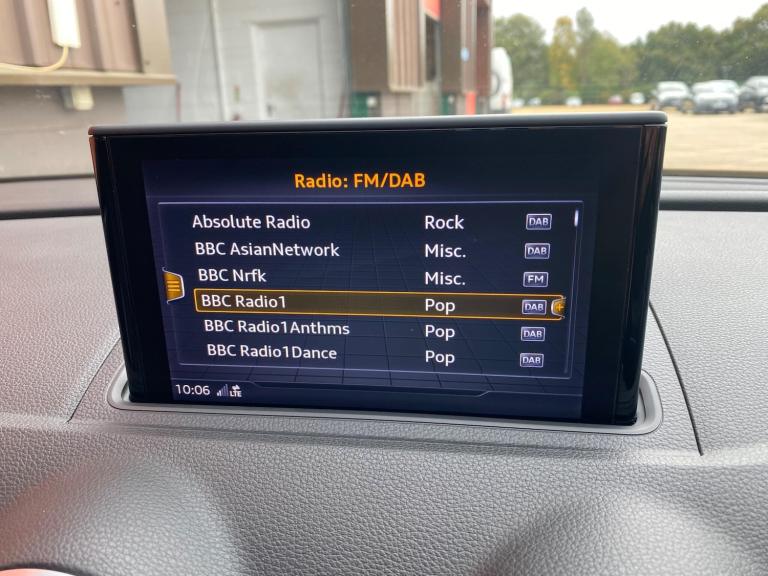 Radio: FM/DAB
Absolute Radio Rock DAB
BBC AsianNetwork Misc. DAB
BBC Nrfk Misc. FM
BBC Radio1 Pop DAB
BBC Radio1Anthms Pop DAB
BBC Radio1Dance Pop DAB
10:06 LTE